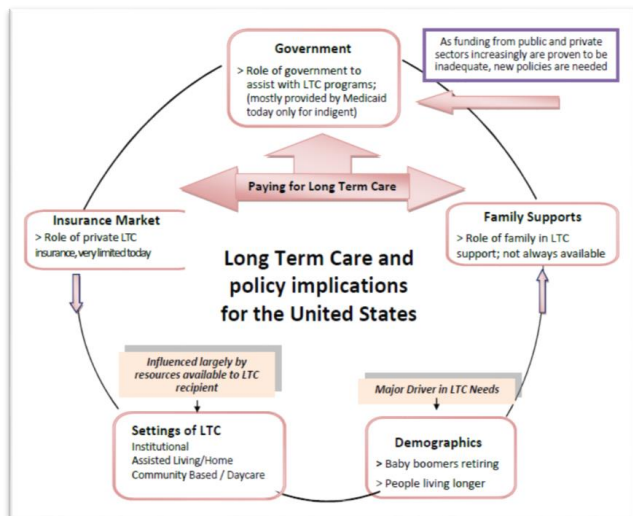 Government
> Role of government to
assist with LTC programs;
(mostly provided by Medicaid
today only for indigent)
As funding from public and private
sectors increasingly are proven to be
inadequate, new policies are needed
Paying for Long Term Care
Insurance Market
> Role of private LTC
insurance, very limited today
Family Supports
> Role of family in LTC
support; not always available
Long Term Care and
policy implications
for the United States
Influenced largely by
resources available to LTC
recipient
Major Driver in LTC Needs
Settings of LTC
Institutional
Assisted Living/Home
Community Based / Daycare
Demographics
> Baby boomers retiring
> People living longer